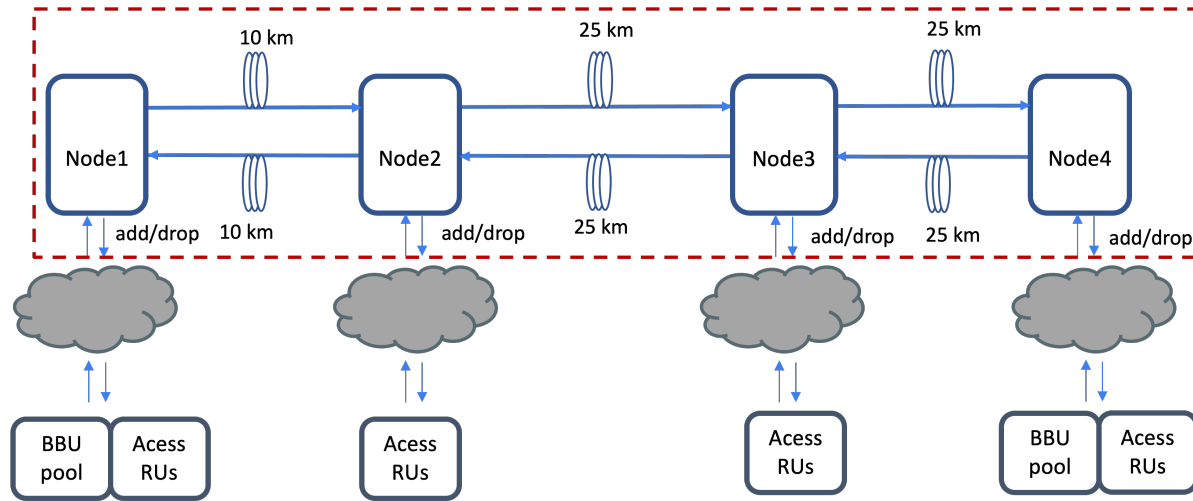 10 km
25 km
25 km
Node1
Node2
Node3
Node4
10 km
25 km
25 km
add/drop
add/drop
add/drop
add/drop
BBU
pool
Acess
RUs
Acess
RUs
Acess
RUs
BBU
pool
Acess
RUs